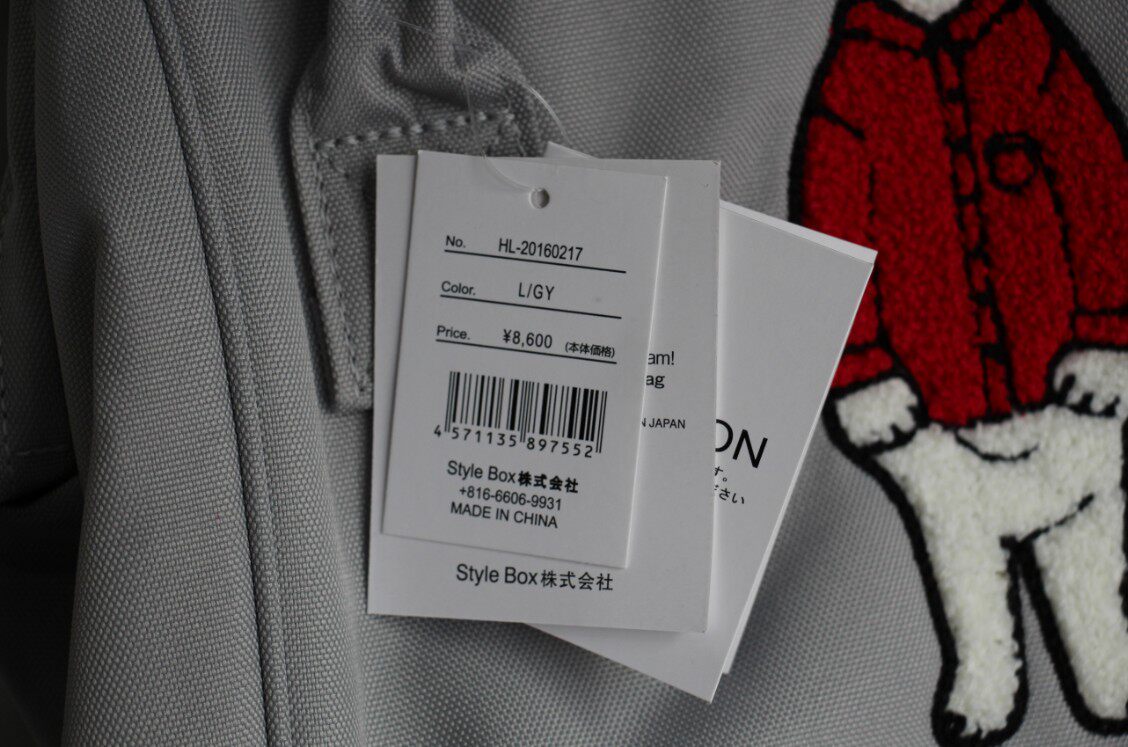 No. HL-20160217
Color. L/GY
Price. ¥8,600 (本体価格)
4 571135 897552
Style Box株式会社
+816-6606-9931
MADE IN CHINA
am!
ag
N JAPAN
Style Box株式会社
ON
す。
ださい